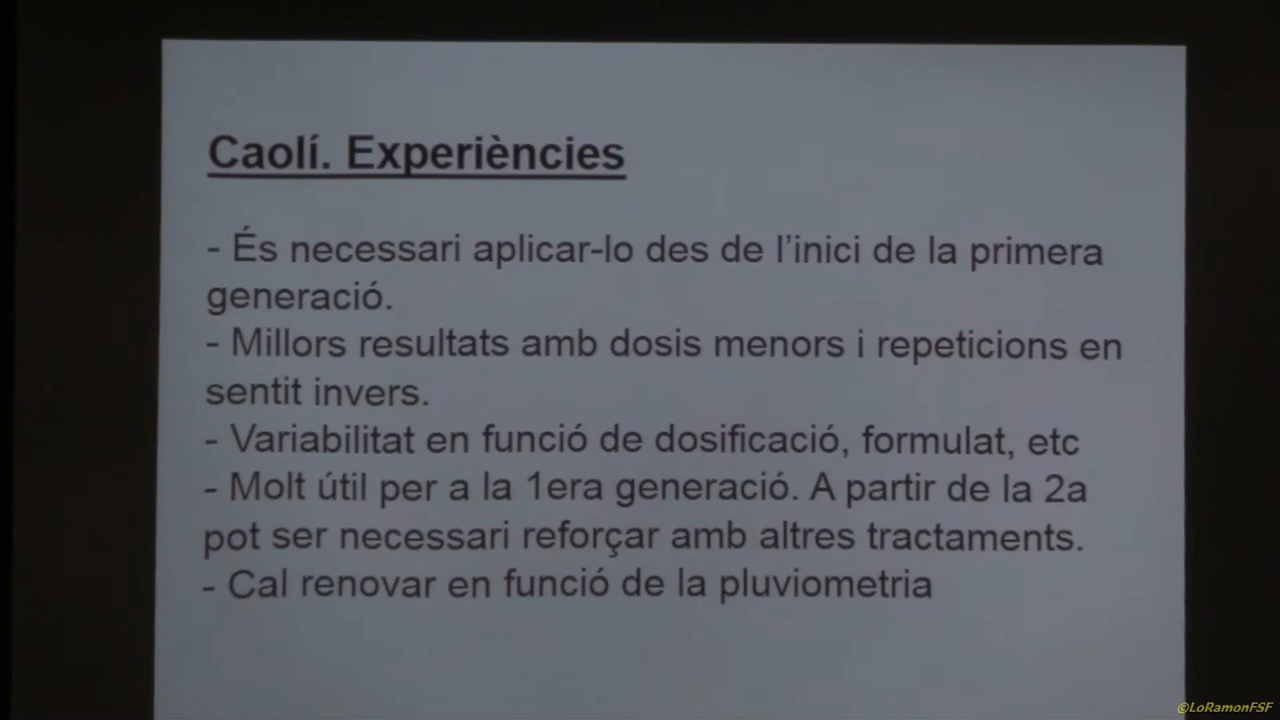 Caolí. Experiències
- És necessari aplicar-lo des de l’inici de la primera
generació.
- Millors resultats amb dosis menors i repeticions en
sentit invers.
- Variabilitat en funció de dosificació, formulat, etc
- Molt útil per a la 1era generació. A partir de la 2a
pot ser necessari reforçar amb altres tractaments.
- Cal renovar en funció de la pluviometria
©LoRamonFSF